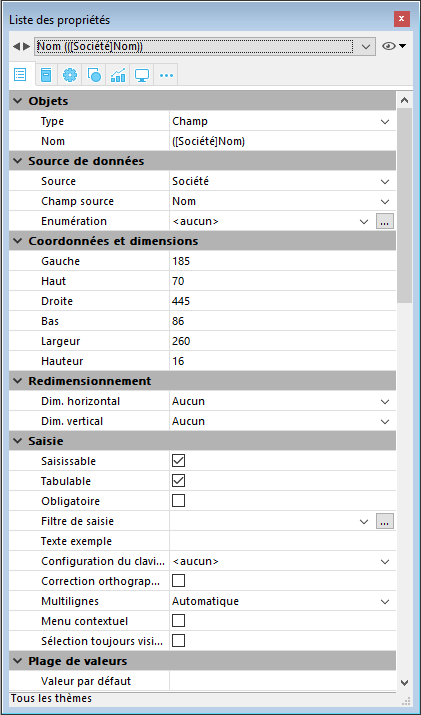 Liste des propriétés
Nom (([Société]Nom))
Objets
Type Champ
Nom ([Société]Nom)
Source de données
Source Société
Champ source Nom
Enumération <aucun> ...
Coordonnées et dimensions
Gauche 185
Haut 70
Droite 445
Bas 86
Largeur 260
Hauteur 16
Redimensionnement
Dim. horizontal Aucun
Dim. vertical Aucun
Saisie
Saisissable
Tabulable
Obligatoire
Filtre de saisie ...
Texte exemple
Configuration du clavi... <aucun>
Correction orthograp...
Multilignes Automatique
Menu contextuel
Sélection toujours visi...
Plage de valeurs
Valeur par défaut
Tous les thèmes